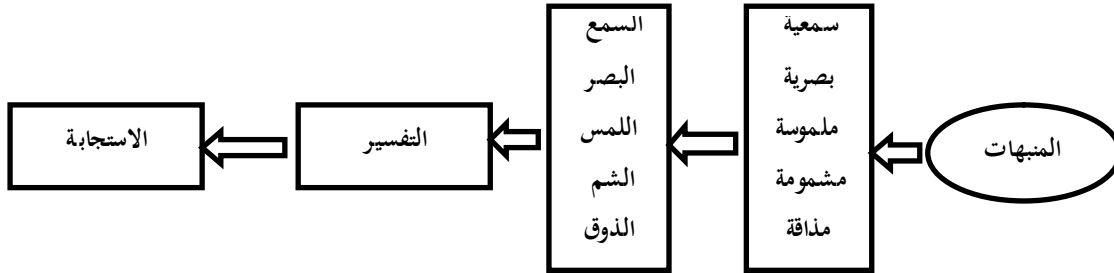 المنبهات
سمعية
بصرية
ملموسة
مشمومة
مذاقة
السمع
البصر
اللمس
الشم
الذوق
التفسير
الاستجابة